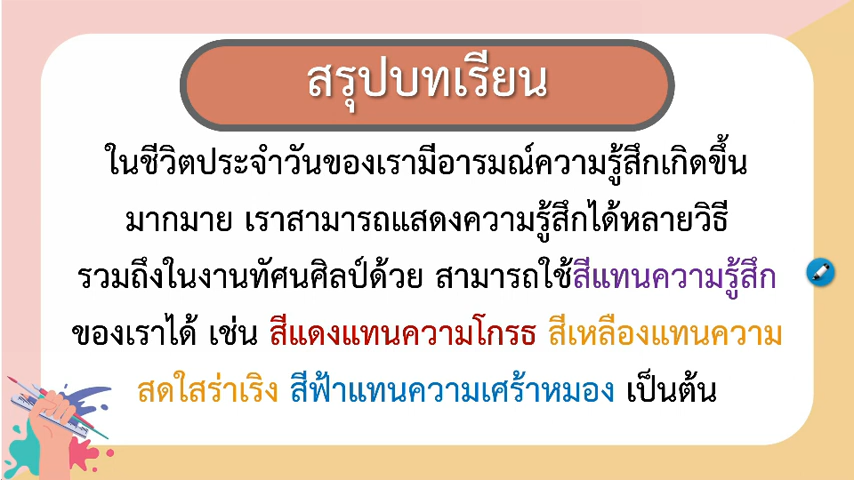 สรุปบทเรียน
ในชีวิตประจำวันของเรามีอารมณ์ความรู้สึกเกิดขึ้น
มากมาย เราสามารถแสดงความรู้สึกได้หลายวิธี
รวมถึงในงานทัศนศิลป์ด้วย สามารถใช้สีแทนความรู้สึก
ของเราได้ เช่น สีแดงแทนความโกรธ สีเหลืองแทนความ
สดใสร่าเริง สีฟ้าแทนความเศร้าหมอง เป็นต้น